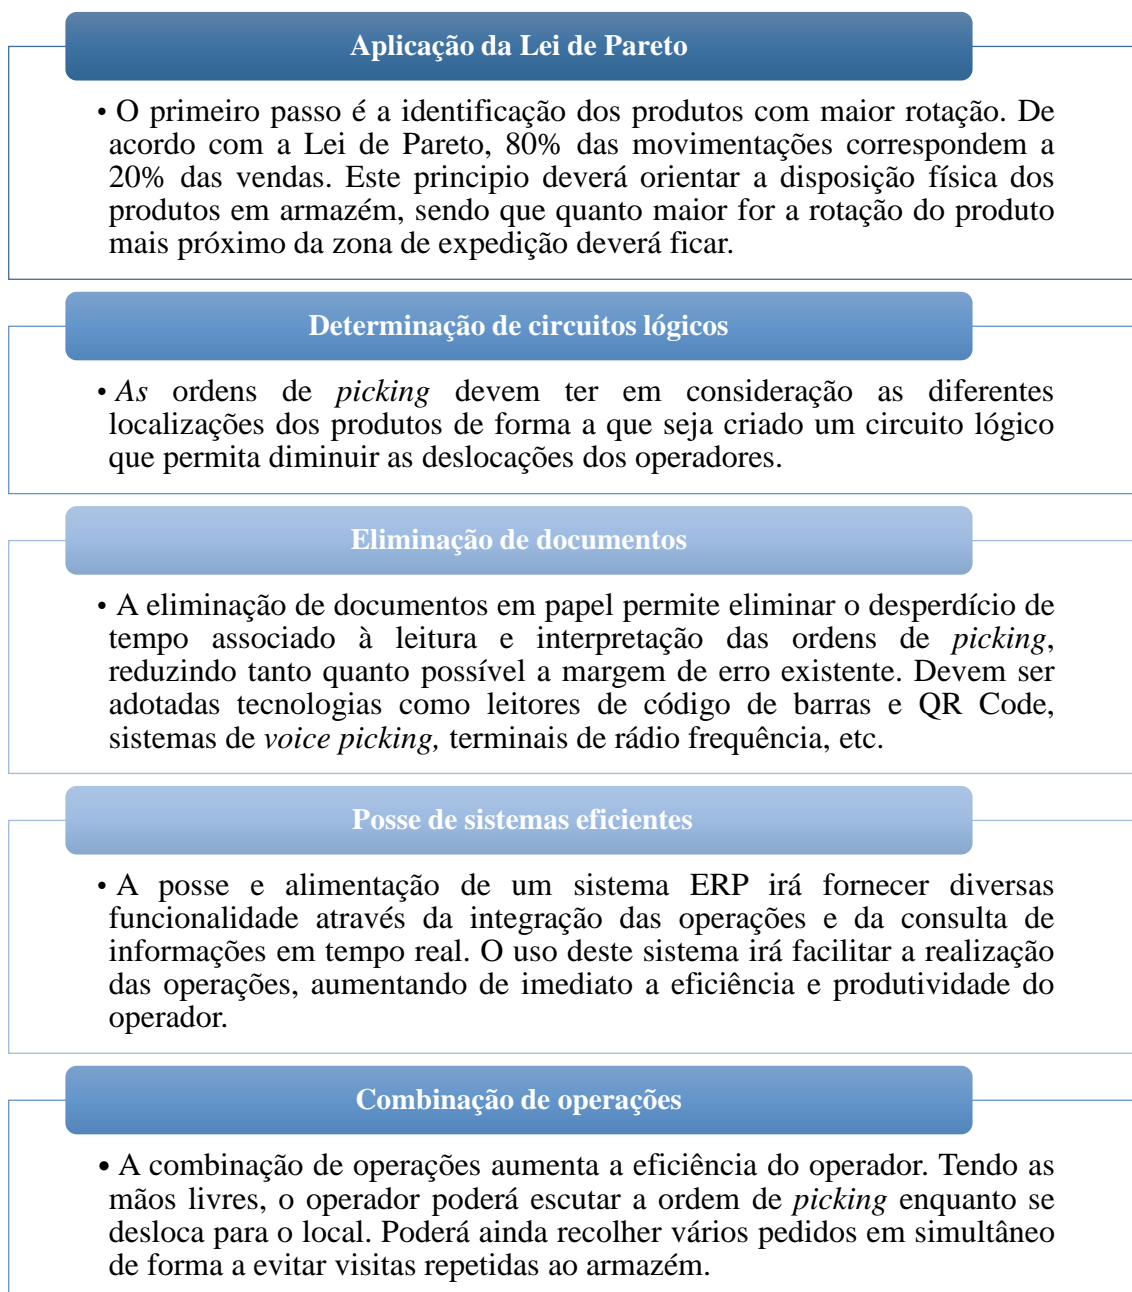 Aplicação da Lei de Pareto
• O primeiro passo é a identificação dos produtos com maior rotação. De
acordo com a Lei de Pareto, 80% das movimentações correspondem a
20% das vendas. Este principio deverá orientar a disposição física dos
produtos em armazém, sendo que quanto maior for a rotação do produto
mais próximo da zona de expedição deverá ficar.
Determinação de circuitos lógicos
• As ordens de picking devem ter em consideração as diferentes
localizações dos produtos de forma a que seja criado um circuito lógico
que permita diminuir as deslocações dos operadores.
Eliminação de documentos
• A eliminação de documentos em papel permite eliminar o desperdício de
tempo associado à leitura e interpretação das ordens de picking,
reduzindo tanto quanto possível a margem de erro existente. Devem ser
adotadas tecnologias como leitores de código de barras e QR Code,
sistemas de voice picking, terminais de rádio frequência, etc.
Posse de sistemas eficientes
• A posse e alimentação de um sistema ERP irá fornecer diversas
funcionalidade através da integração das operações e da consulta de
informações em tempo real. O uso deste sistema irá facilitar a realização
das operações, aumentando de imediato a eficiência e produtividade do
operador.
Combinação de operações
• A combinação de operações aumenta a eficiência do operador. Tendo as
mãos livres, o operador poderá escutar a ordem de picking enquanto se
desloca para o local. Poderá ainda recolher vários pedidos em simultâneo
de forma a evitar visitas repetidas ao armazém.